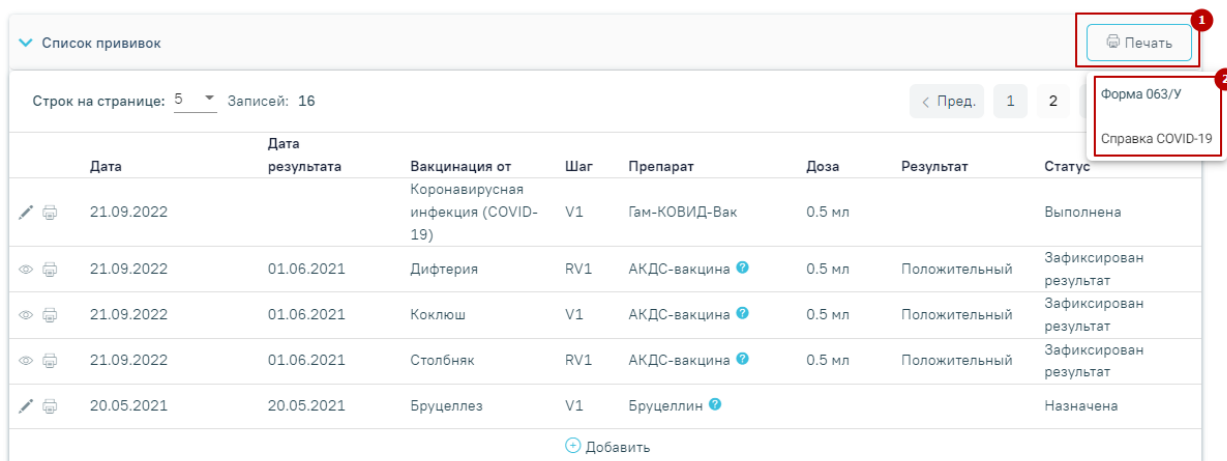 1
Список прививок
Печать
2
Форма 063/У
Справка COVID-19
Строк на странице: 5 Записей: 16
Пред. 1 2
Дата Дата результата Вакцинация от Шаг Препарат Доза Результат Статус
21.09.2022 Коронавирусная инфекция (COVID-19) V1 Гам-КОВИД-Вак 0.5 мл Выполнена
21.09.2022 01.06.2021 Дифтерия RV1 АКДС-вакцина ? 0.5 мл Положительный Зафиксирован результат
21.09.2022 01.06.2021 Коклюш V1 АКДС-вакцина ? 0.5 мл Положительный Зафиксирован результат
21.09.2022 01.06.2021 Столбняк RV1 АКДС-вакцина ? 0.5 мл Положительный Зафиксирован результат
20.05.2021 20.05.2021 Бруцеллез V1 Бруцеллин ? Назначена
Добавить